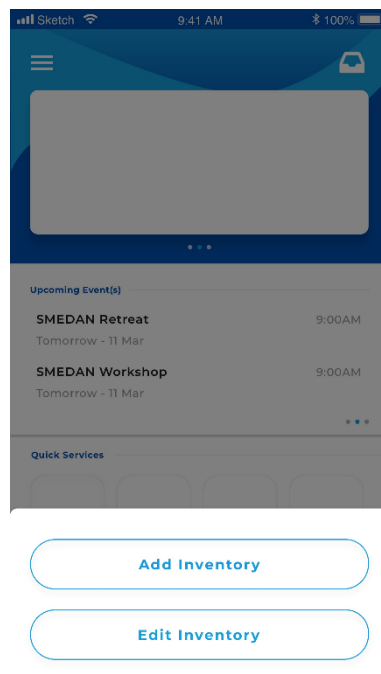 Sketch 9:41 AM 100%
Upcoming Event(s)
SMEDAN Retreat 9:00AM
Tomorrow - 11 Mar
SMEDAN Workshop 9:00AM
Tomorrow - 11 Mar
Quick Services
Add Inventory
Edit Inventory